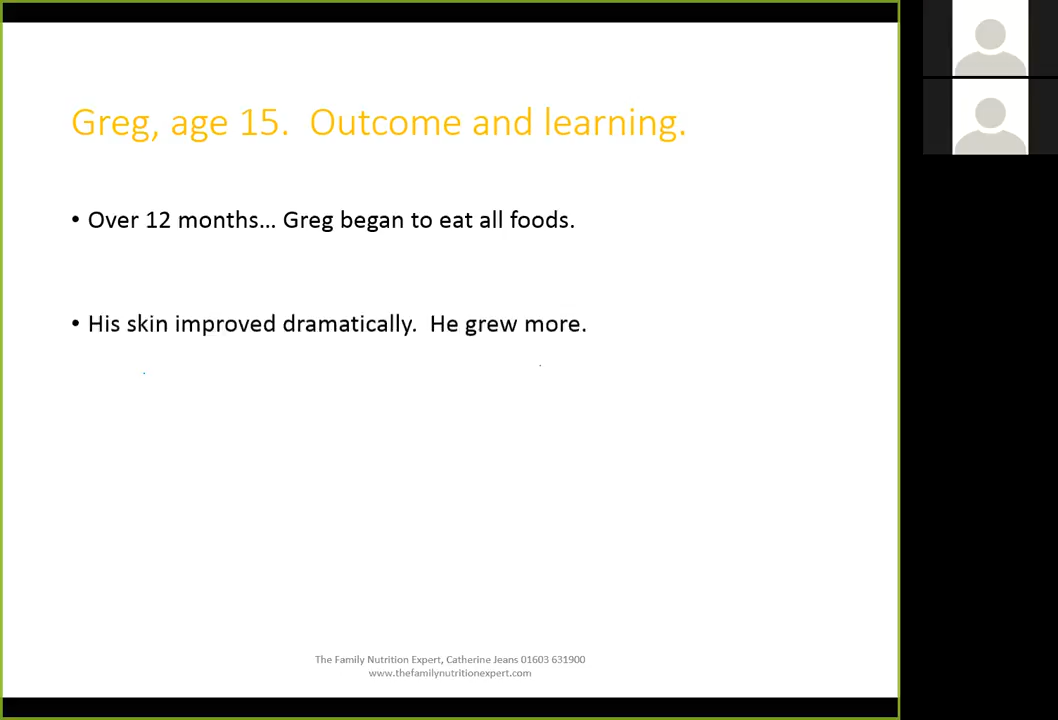 Greg, age 15.  Outcome and learning.
• Over 12 months... Greg began to eat all foods.
• His skin improved dramatically.  He grew more.
The Family Nutrition Expert, Catherine Jeans 01603 631900
www.thefamilynutritionexpert.com